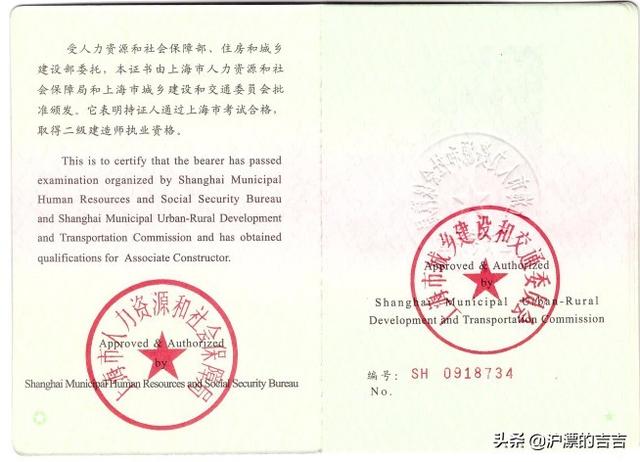 受人力资源和社会保障部、住房和城乡
建设部委托，本证书由上海市人力资源和社
会保障局和上海市城乡建设和交通委员会批
准颁发。它表明持证人通过上海市考试合格，
取得二级建造师执业资格。
This is to certify that the bearer has passed
examination organized by Shanghai Municipal
Human Resources and Social Security Bureau
and Shanghai Municipal Urban-Rural Development
and Transportation Commission and has obtained
qualifications for Associate Constructor.
上海市人力资源和社会保障局
Approved & Authorized
by
Shanghai Municipal Human Resources and Social Security Bureau
上海市城乡建设和交通委员会
Approved & Authorized
by
Shanghai Municipal Urban-Rural
Development and Transportation Commission
编号: SH 0918734
No.
头条 @沪漂的吉吉